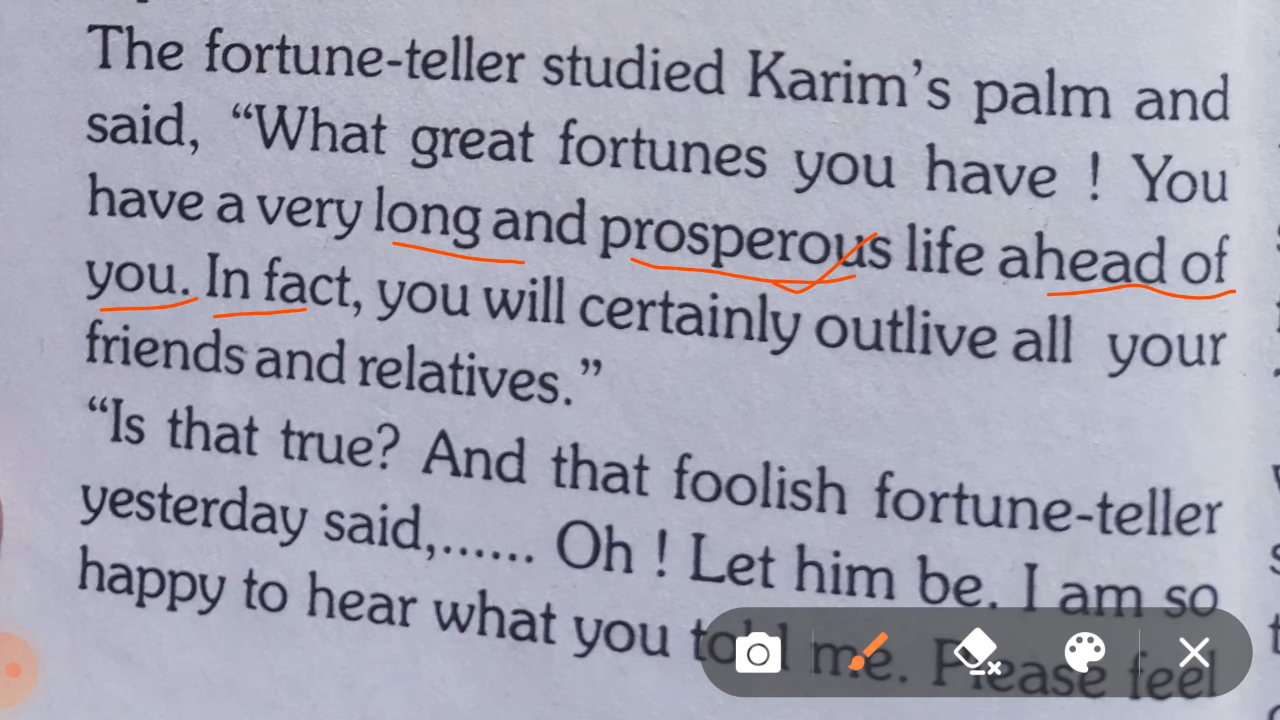 The fortune-teller studied Karim's palm and
said, “What great fortunes you have ! You
have a very long and prosperous life ahead of
you. In fact, you will certainly outlive all your
friends and relatives.”
“Is that true? And that foolish fortune-teller
yesterday said,...... Oh ! Let him be. I am so
happy to hear what you told me. Please feel